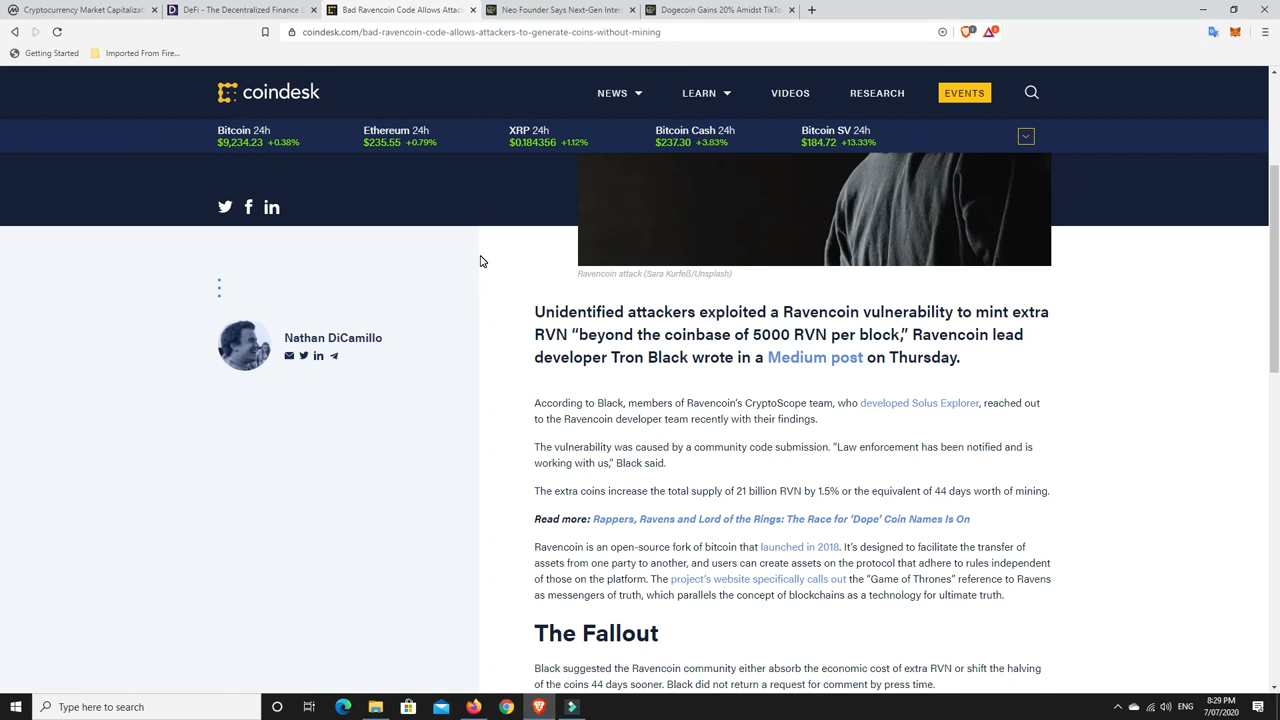 Cryptocurrency Market Capitalizat
DeFi - The Decentralized Finance L
Bad Ravencoin Code Allows Attac
Neo Founder Says Next-Gen Inter
Dogecoin Gains 20% Amidst TikTo
coindesk.com/bad-ravencoin-code-allows-attackers-to-generate-coins-without-mining
Getting Started
Imported From Fire...
coindesk
NEWS
LEARN
VIDEOS
RESEARCH
EVENTS
Bitcoin 24h
$9,234.23 +0.38%
Ethereum 24h
$235.55 +0.79%
XRP 24h
$0.184356 +1.12%
Bitcoin Cash 24h
$237.30 +3.83%
Bitcoin SV 24h
$184.72 +13.33%
Ravencoin attack (Sara Kurfeß/Unsplash)
Nathan DiCamillo
Unidentified attackers exploited a Ravencoin vulnerability to mint extra
RVN “beyond the coinbase of 5000 RVN per block,” Ravencoin lead
developer Tron Black wrote in a Medium post on Thursday.
According to Black, members of Ravencoin’s CryptoScope team, who developed Solus Explorer, reached out
to the Ravencoin developer team recently with their findings.
The vulnerability was caused by a community code submission. “Law enforcement has been notified and is
working with us,” Black said.
The extra coins increase the total supply of 21 billion RVN by 1.5% or the equivalent of 44 days worth of mining.
Read more: Rappers, Ravens and Lord of the Rings: The Race for ‘Dope’ Coin Names Is On
Ravencoin is an open-source fork of bitcoin that launched in 2018. It’s designed to facilitate the transfer of
assets from one party to another, and users can create assets on the protocol that adhere to rules independent
of those on the platform. The project’s website specifically calls out the “Game of Thrones” reference to Ravens
as messengers of truth, which parallels the concept of blockchains as a technology for ultimate truth.
The Fallout
Black suggested the Ravencoin community either absorb the economic cost of extra RVN or shift the halving
of the coins 44 days sooner. Black did not return a request for comment by press time.
Type here to search
ENG
8:29 PM
7/07/2020